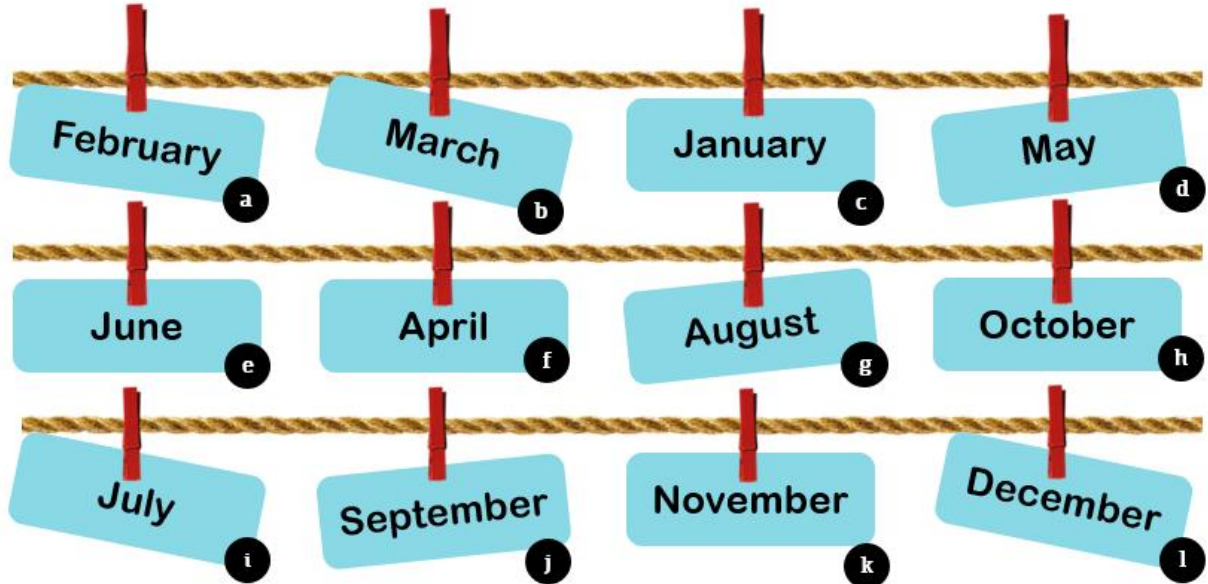 February March January May
a b c d
June April August October
e f g h
July September November December
i j k l